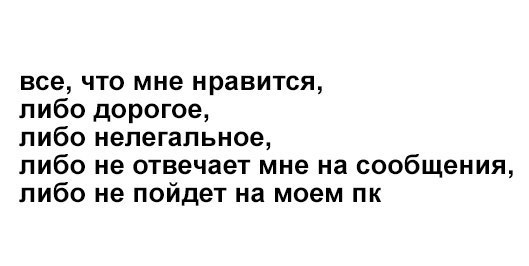 все, что мне нравится,
либо дорогое,
либо нелегальное,
либо не отвечает мне на сообщения,
либо не пойдет на моем пк